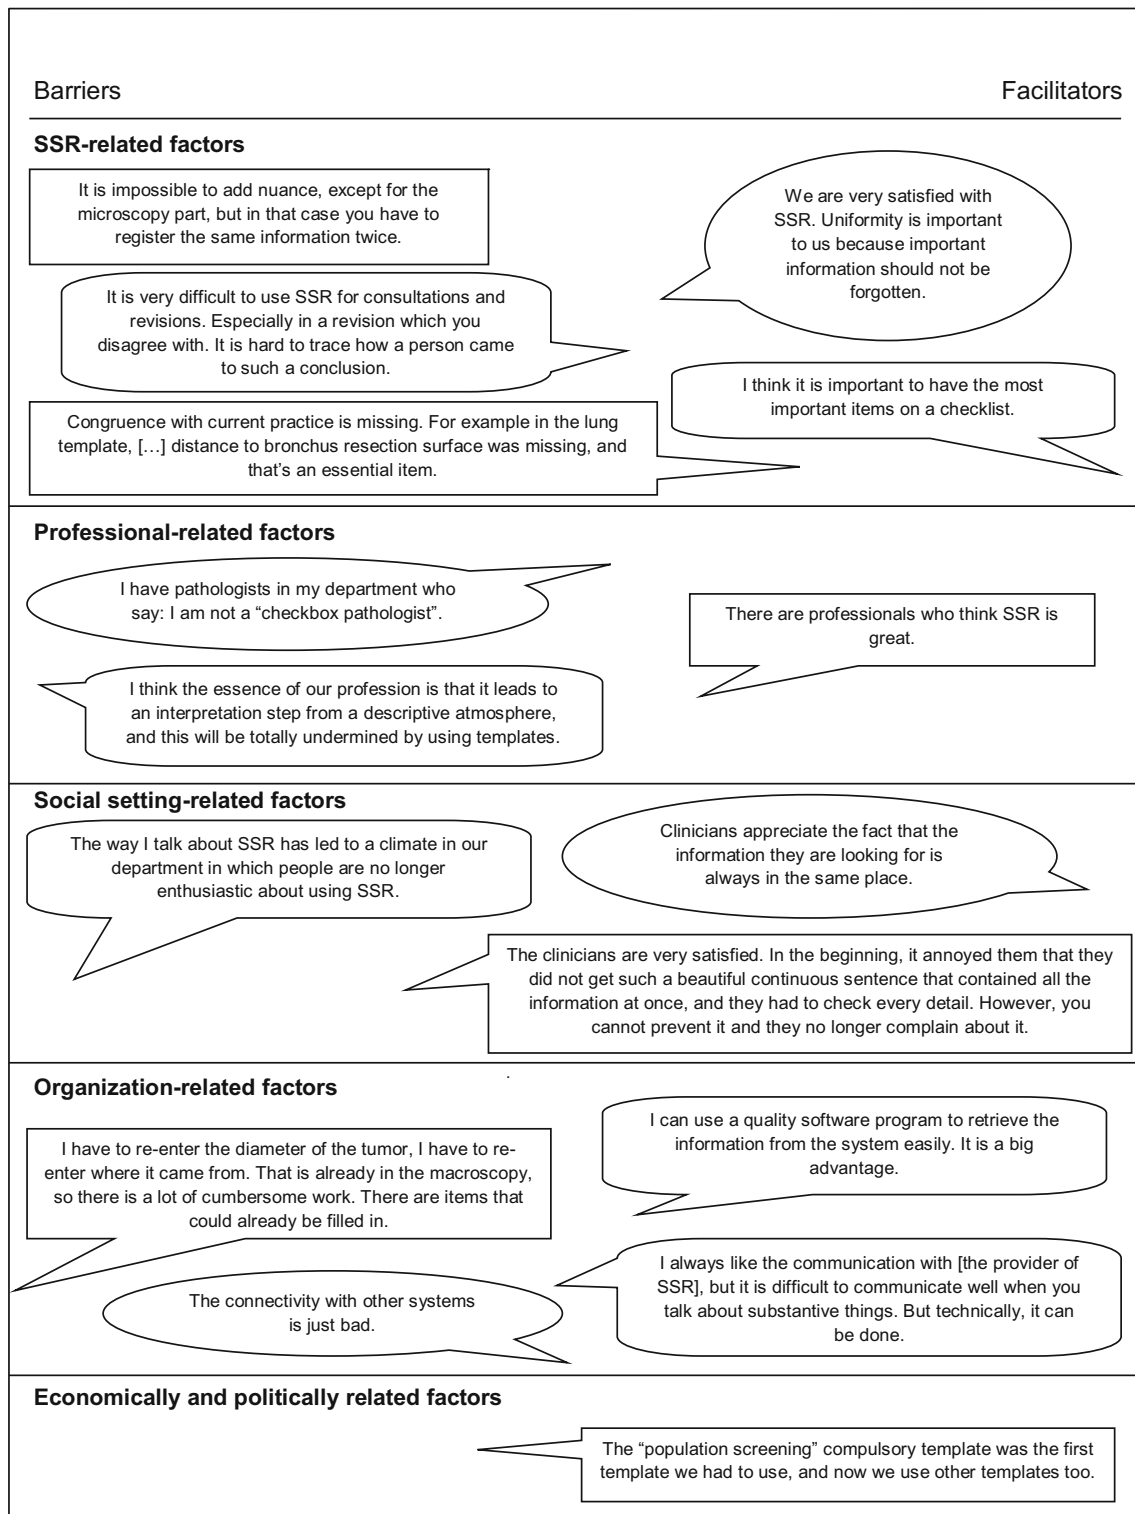 Barriers
Facilitators
SSR-related factors
It is impossible to add nuance, except for the
microscopy part, but in that case you have to
register the same information twice.
We are very satisfied with
SSR. Uniformity is important
to us because important
information should not be
forgotten.
It is very difficult to use SSR for consultations and
revisions. Especially in a revision which you
disagree with. It is hard to trace how a person came
to such a conclusion.
I think it is important to have the most
important items on a checklist.
Congruence with current practice is missing. For example in the lung
template, […] distance to bronchus resection surface was missing, and
that's an essential item.
Professional-related factors
I have pathologists in my department who
say: I am not a “checkbox pathologist”.
There are professionals who think SSR is
great.
I think the essence of our profession is that it leads to
an interpretation step from a descriptive atmosphere,
and this will be totally undermined by using templates.
Social setting-related factors
The way I talk about SSR has led to a climate in our
department in which people are no longer
enthusiastic about using SSR.
Clinicians appreciate the fact that the
information they are looking for is
always in the same place.
The clinicians are very satisfied. In the beginning, it annoyed them that they
did not get such a beautiful continuous sentence that contained all the
information at once, and they had to check every detail. However, you
cannot prevent it and they no longer complain about it.
Organization-related factors
I have to re-enter the diameter of the tumor, I have to re-
enter where it came from. That is already in the macroscopy,
so there is a lot of cumbersome work. There are items that
could already be filled in.
I can use a quality software program to retrieve the
information from the system easily. It is a big
advantage.
The connectivity with other systems
is just bad.
I always like the communication with [the provider of
SSR], but it is difficult to communicate well when you
talk about substantive things. But technically, it can
be done.
Economically and politically related factors
The “population screening” compulsory template was the first
template we had to use, and now we use other templates too.